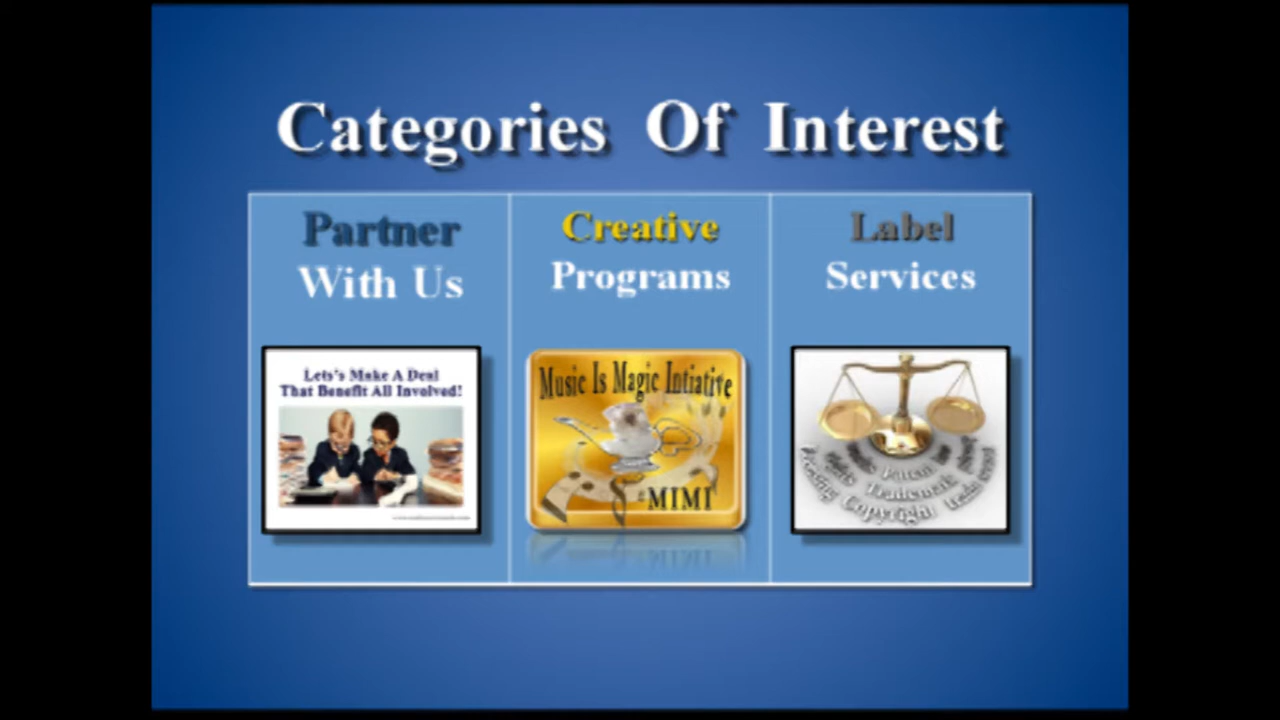 Categories Of Interest
Partner
With Us
Creative
Programs
Label
Services
Lets's Make A Deal
That Benefit All Involved!
Music Is Magic Intiative
MIMI
Patent
Trademark
Copyright